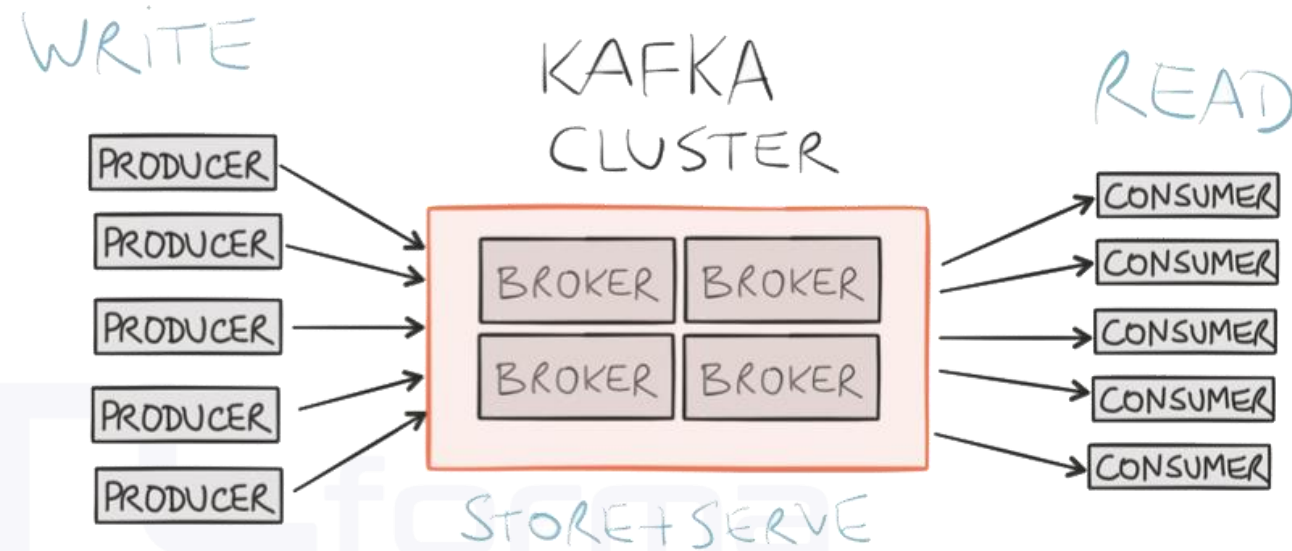 WRITE
KAFKA
CLUSTER
READ
PRODUCER
PRODUCER
PRODUCER
PRODUCER
PRODUCER
BROKER BROKER
BROKER BROKER
CONSUMER
CONSUMER
CONSUMER
CONSUMER
CONSUMER
STORE+SERVE
forma